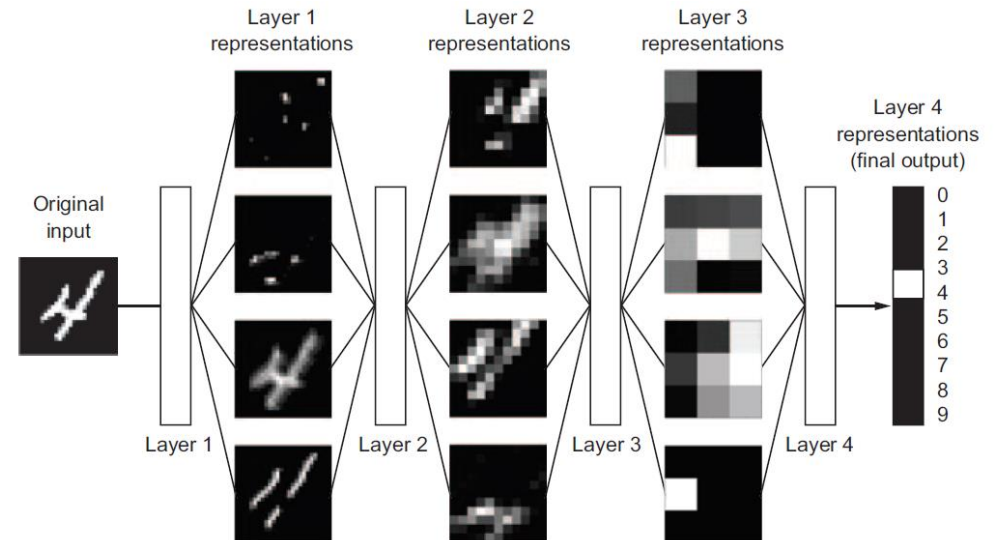 Layer 1
representations
Layer 2
representations
Layer 3
representations
Layer 4
representations
(final output)
Original
input
0
1
2
3
4
5
6
7
8
9
Layer 1
Layer 2
Layer 3
Layer 4